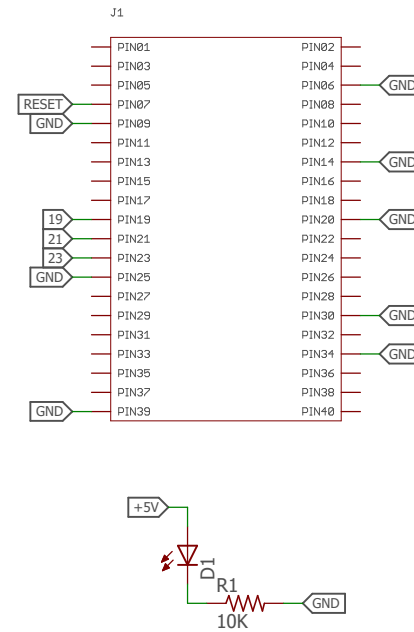 J1
PIN01 PIN02
PIN03 PIN04
PIN05 PIN06 GND
RESET PIN07 PIN08
GND PIN09 PIN10
PIN11 PIN12
PIN13 PIN14 GND
PIN15 PIN16
PIN17 PIN18
19 PIN19 PIN20 GND
21 PIN21 PIN22
23 PIN23 PIN24
GND PIN25 PIN26
PIN27 PIN28
PIN29 PIN30 GND
PIN31 PIN32
PIN33 PIN34 GND
PIN35 PIN36
PIN37 PIN38
GND PIN39 PIN40
+5V
D1
R1
GND
10K